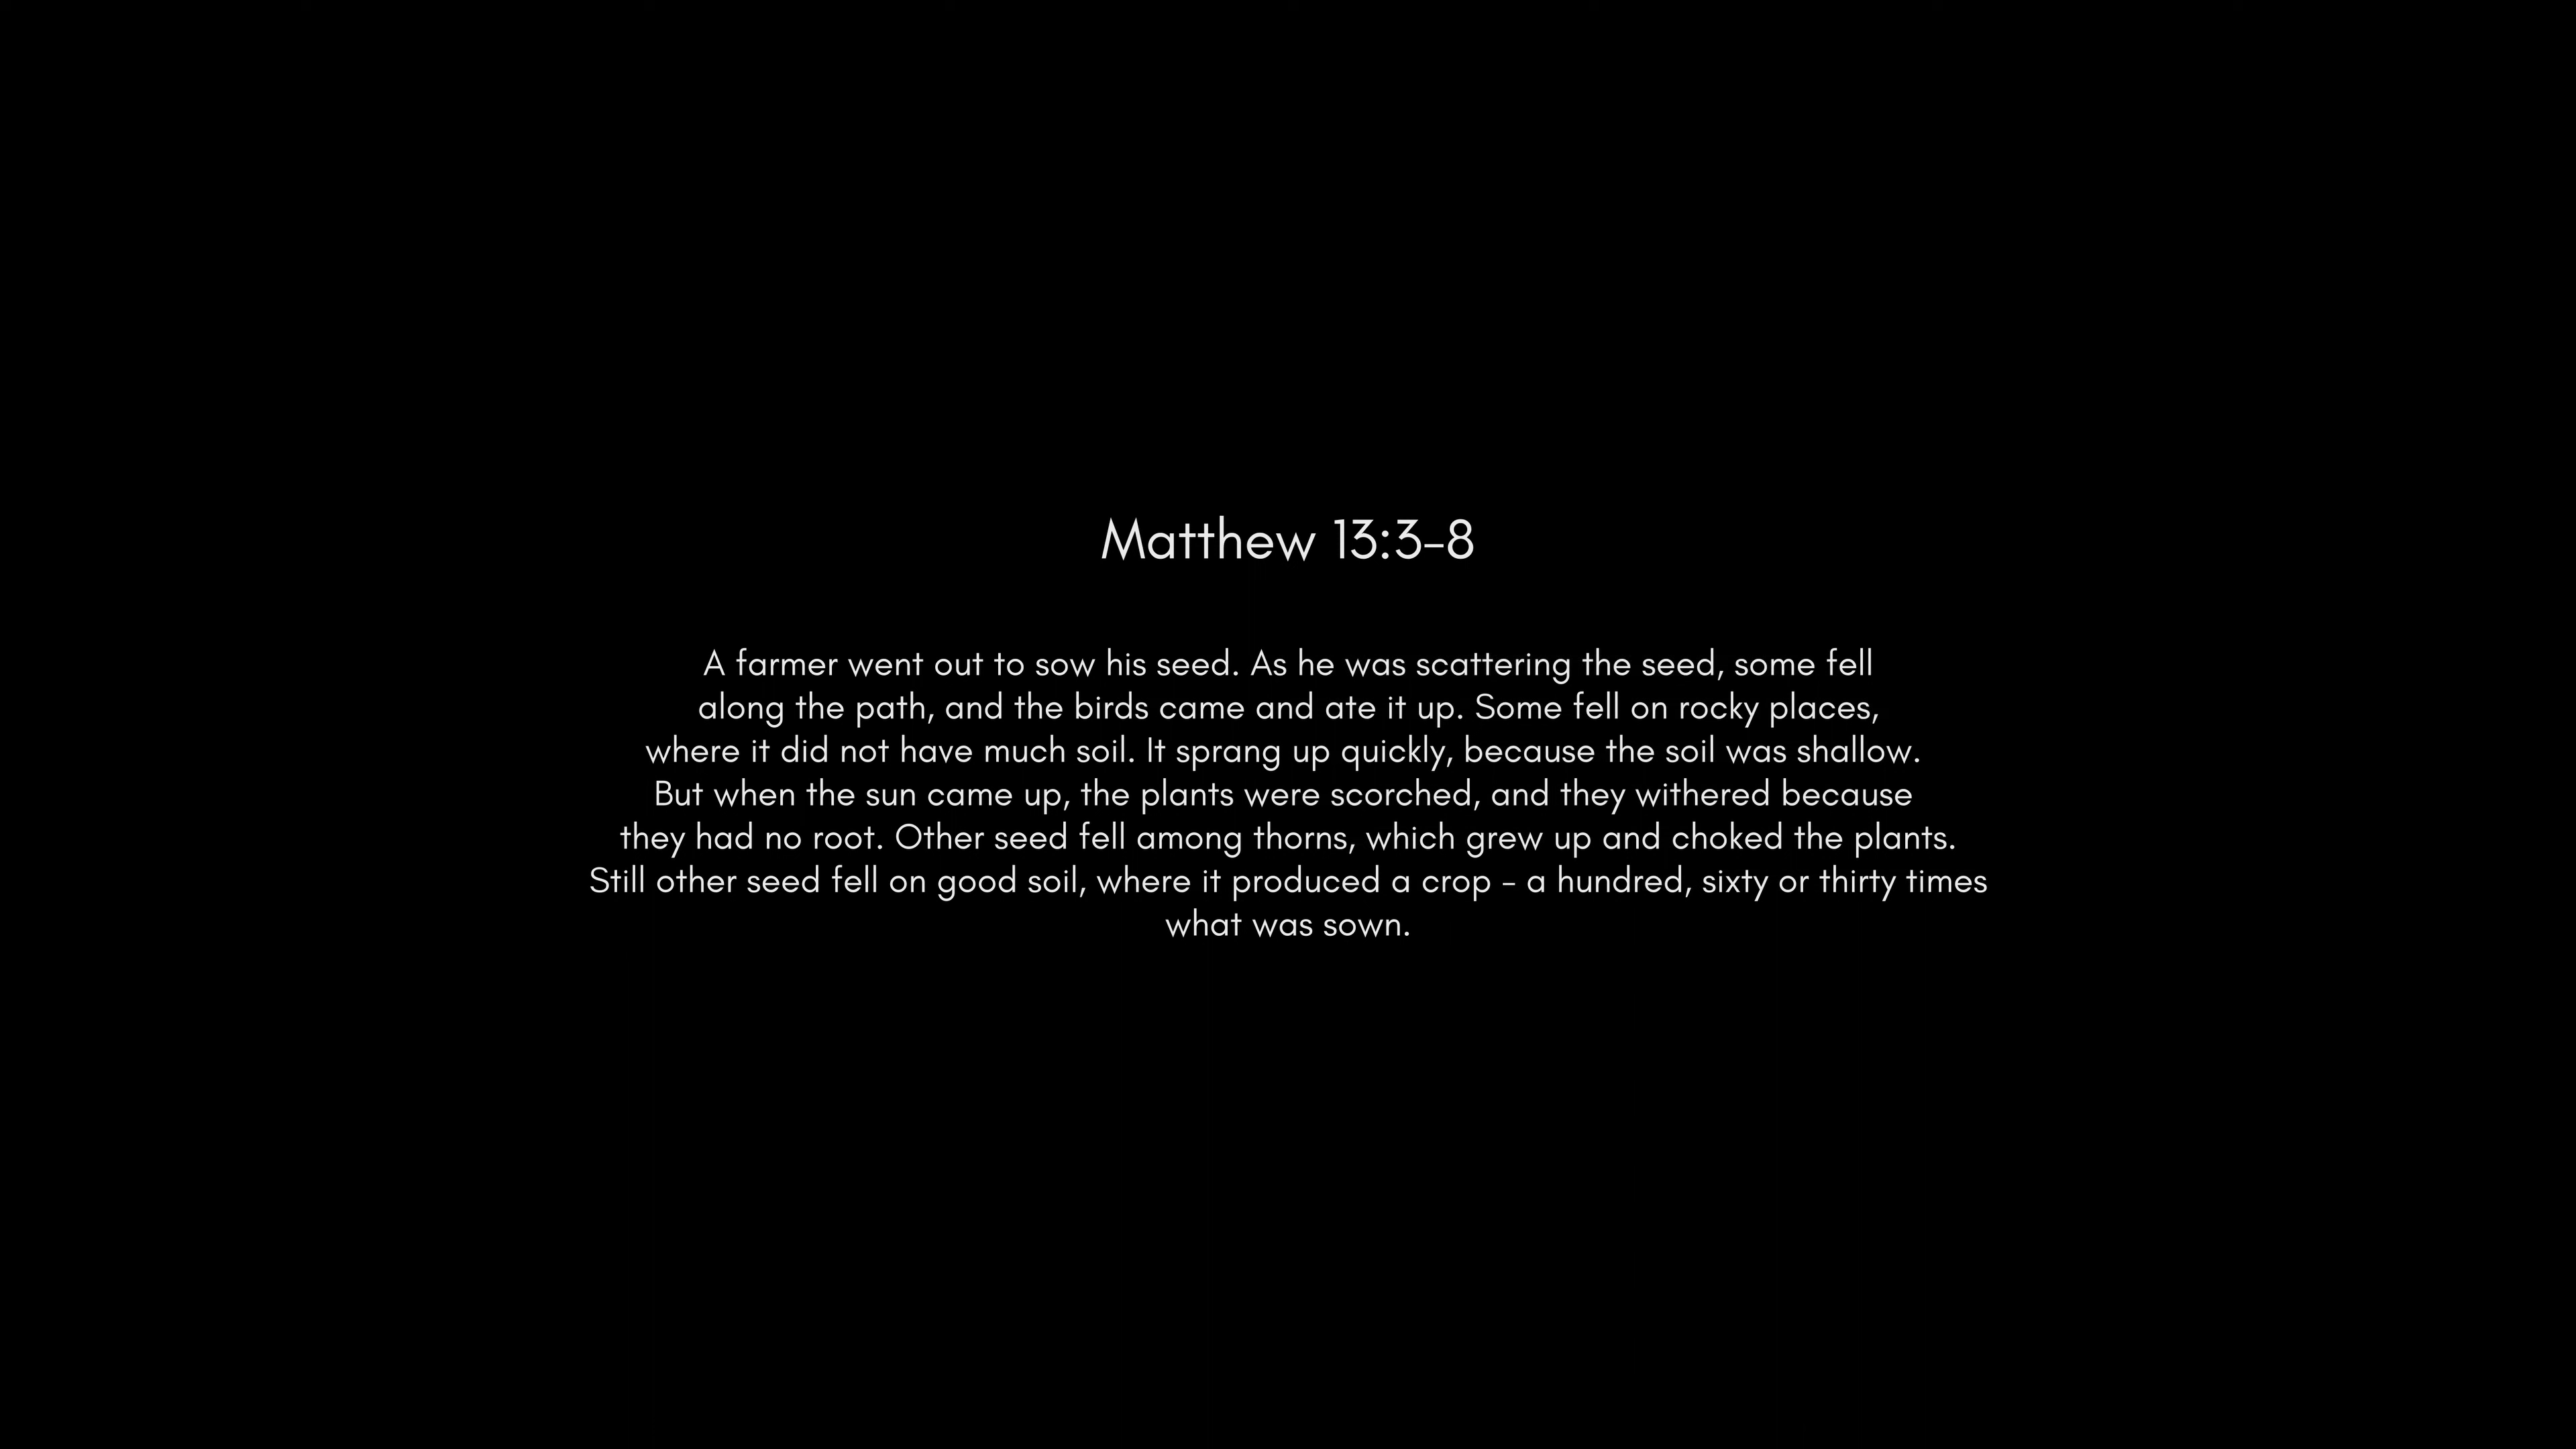 Matthew 13:3-8
A farmer went out to sow his seed. As he was scattering the seed, some fell
along the path, and the birds came and ate it up. Some fell on rocky places,
where it did not have much soil. It sprang up quickly, because the soil was shallow.
But when the sun came up, the plants were scorched, and they withered because
they had no root. Other seed fell among thorns, which grew up and choked the plants.
Still other seed fell on good soil, where it produced a crop - a hundred, sixty or thirty times
what was sown.